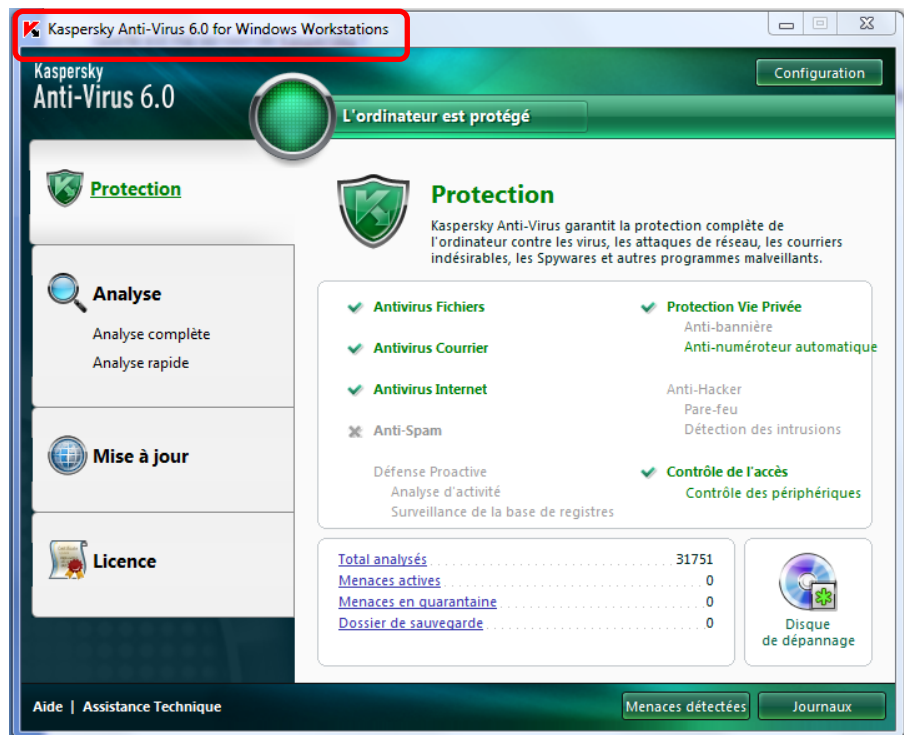 Kaspersky Anti-Virus 6.0 for Windows Workstations
Kaspersky
Anti-Virus 6.0
Configuration
L'ordinateur est protégé
Protection
Analyse
Analyse complète
Analyse rapide
Mise à jour
Licence
Protection
Kaspersky Anti-Virus garantit la protection complète de
l'ordinateur contre les virus, les attaques de réseau, les courriers
indésirables, les Spywares et autres programmes malveillants.
Antivirus Fichiers
Antivirus Courrier
Antivirus Internet
Anti-Spam
Défense Proactive
Analyse d'activité
Surveillance de la base de registres
Protection Vie Privée
Anti-bannière
Anti-numéroteur automatique
Anti-Hacker
Pare-feu
Détection des intrusions
Contrôle de l'accès
Contrôle des périphériques
Total analysés 31751
Menaces actives 0
Menaces en quarantaine 0
Dossier de sauvegarde 0
Disque
de dépannage
Aide | Assistance Technique
Menaces détectées
Journaux